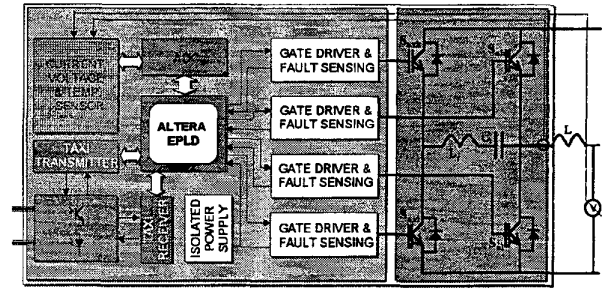 CURRENT
VOLTAGE
& TEMP.
SENSOR
ALTERA
EPLD
TAXI
TRANSMITTER
TAXI
RECEIVER
ISOLATED
POWER
SUPPLY
GATE DRIVER &
FAULT SENSING
GATE DRIVER &
FAULT SENSING
GATE DRIVER &
FAULT SENSING
GATE DRIVER &
FAULT SENSING
L
V